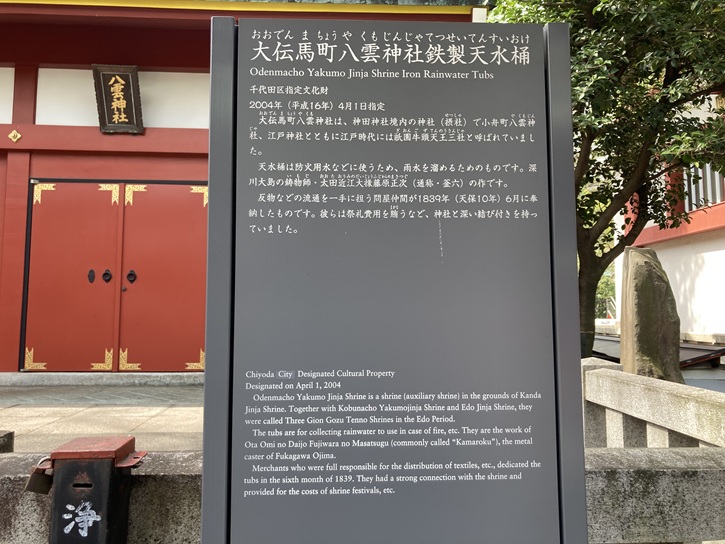 八雲神社
おおでんまちょうやくもじんじゃてつせいてんすいおけ
大伝馬町八雲神社鉄製天水桶
Odenmacho Yakumo Jinja Shrine Iron Rainwater Tubs
千代田区指定文化財
2004年（平成16年）4月1日指定
大伝馬町八雲神社は、神田神社境内の神社（摂社）で小舟町八雲神
社、江戸神社とともに江戸時代には祇園牛頭天王三社と呼ばれていまし
た。
天水桶は防火用水などに使うため、雨水を溜めるためのものです。深
川大島の鋳物師・太田近江大掾藤原正次（通称・釜六）の作です。
反物などの流通を一手に担う問屋仲間が1839年（天保10年）6月に奉
納したものです。彼らは祭礼費用を賄うなど、神社と深い結び付きを持っ
ていました。
Chiyoda City Designated Cultural Property
Designated on April 1, 2004
Odenmacho Yakumo Jinja Shrine is a shrine (auxiliary shrine) in the grounds of Kanda
Jinja Shrine. Together with Kobunacho Yakumojinja Shrine and Edo Jinja Shrine, they
were called Three Gion Gozu Tenno Shrines in the Edo Period.
The tubs are for collecting rainwater to use in case of fire, etc. They are the work of
Ota Omi no Daijo Fujiwara no Masatsugu (commonly called “Kamaroku”), the metal
caster of Fukagawa Ojima.
Merchants who were full responsible for the distribution of textiles, etc., dedicated the
tubs in the sixth month of 1839. They had a strong connection with the shrine and
provided for the costs of shrine festivals, etc.
浄